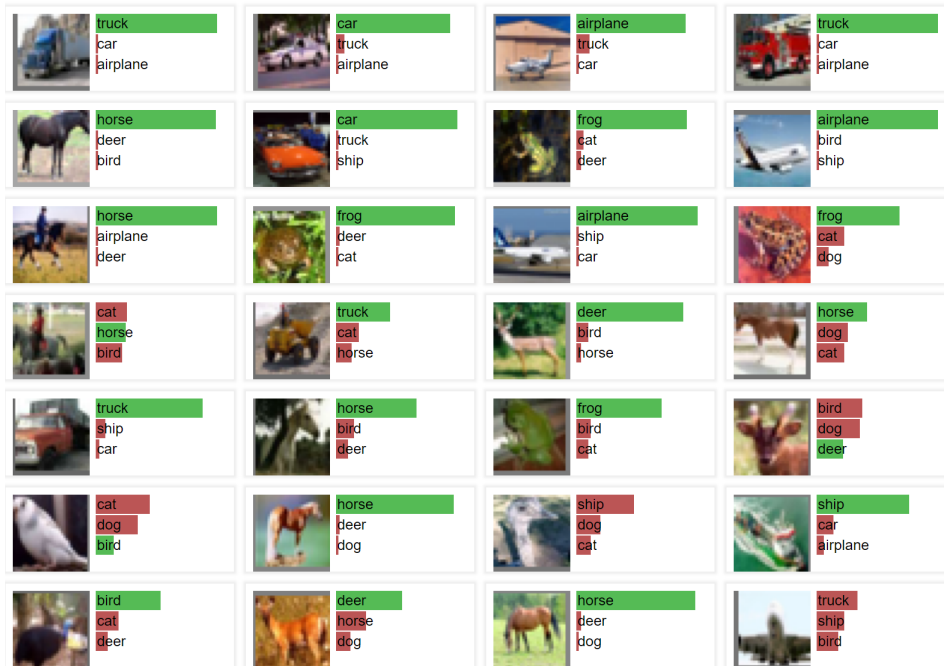 truck
car
airplane
car
truck
airplane
airplane
truck
car
truck
car
airplane
horse
deer
bird
car
truck
ship
frog
cat
deer
airplane
bird
ship
horse
airplane
deer
frog
deer
cat
airplane
ship
car
frog
cat
dog
cat
horse
bird
truck
cat
horse
deer
bird
horse
horse
dog
cat
truck
ship
car
horse
bird
deer
frog
bird
cat
bird
dog
deer
cat
dog
bird
horse
deer
dog
ship
dog
cat
ship
car
airplane
bird
cat
deer
deer
horse
dog
horse
deer
dog
truck
ship
bird